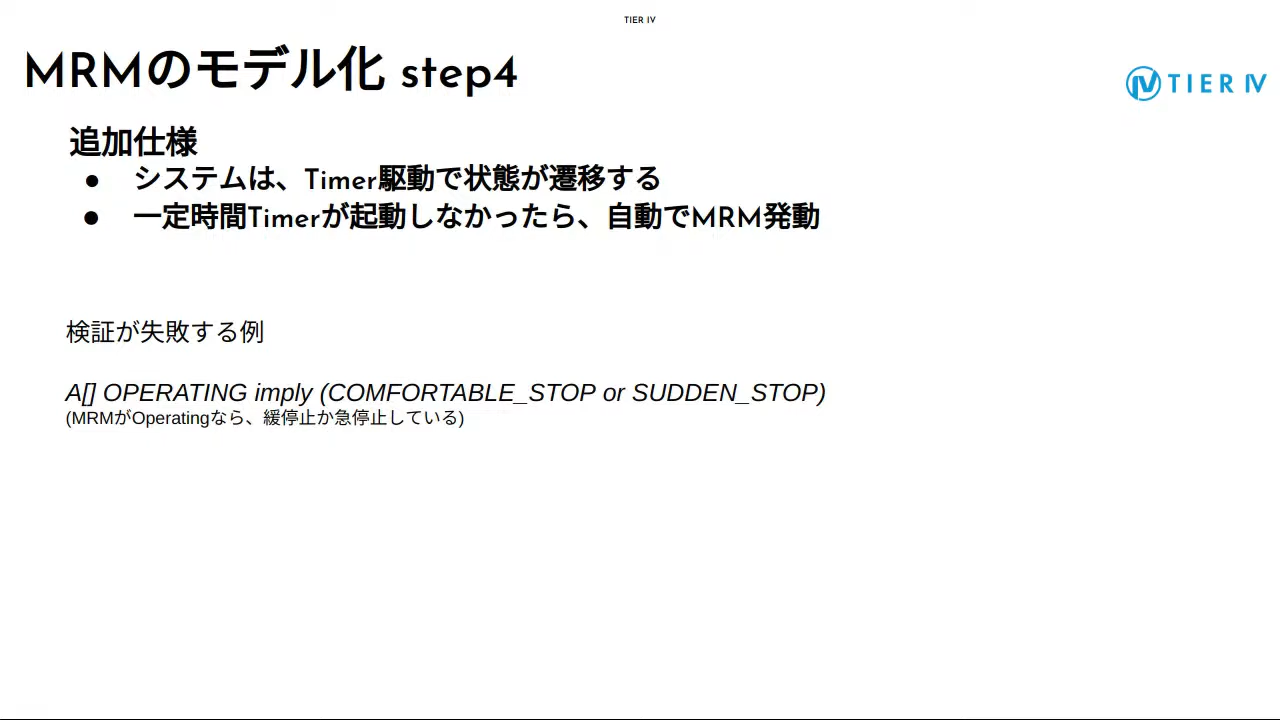 TIER IV
MRMのモデル化 step4
TIER IV
追加仕様
● システムは、Timer駆動で状態が遷移する
● 一定時間Timerが起動しなかったら、自動でMRM発動
検証が失敗する例
A[] OPERATING imply (COMFORTABLE_STOP or SUDDEN_STOP)
(MRMがOperatingなら、緩停止か急停止している)